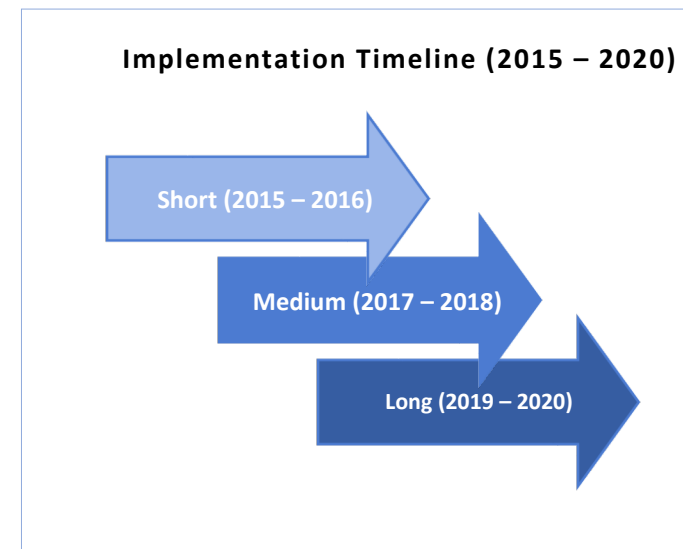 Implementation Timeline (2015 – 2020)
Short (2015 – 2016)
Medium (2017 – 2018)
Long (2019 – 2020)